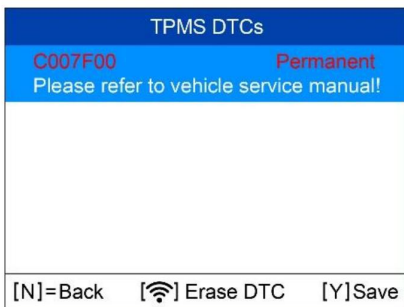 TPMS DTCs
C007F00 Permanent
Please refer to vehicle service manual!
[N]=Back [] Erase DTC [Y]Save